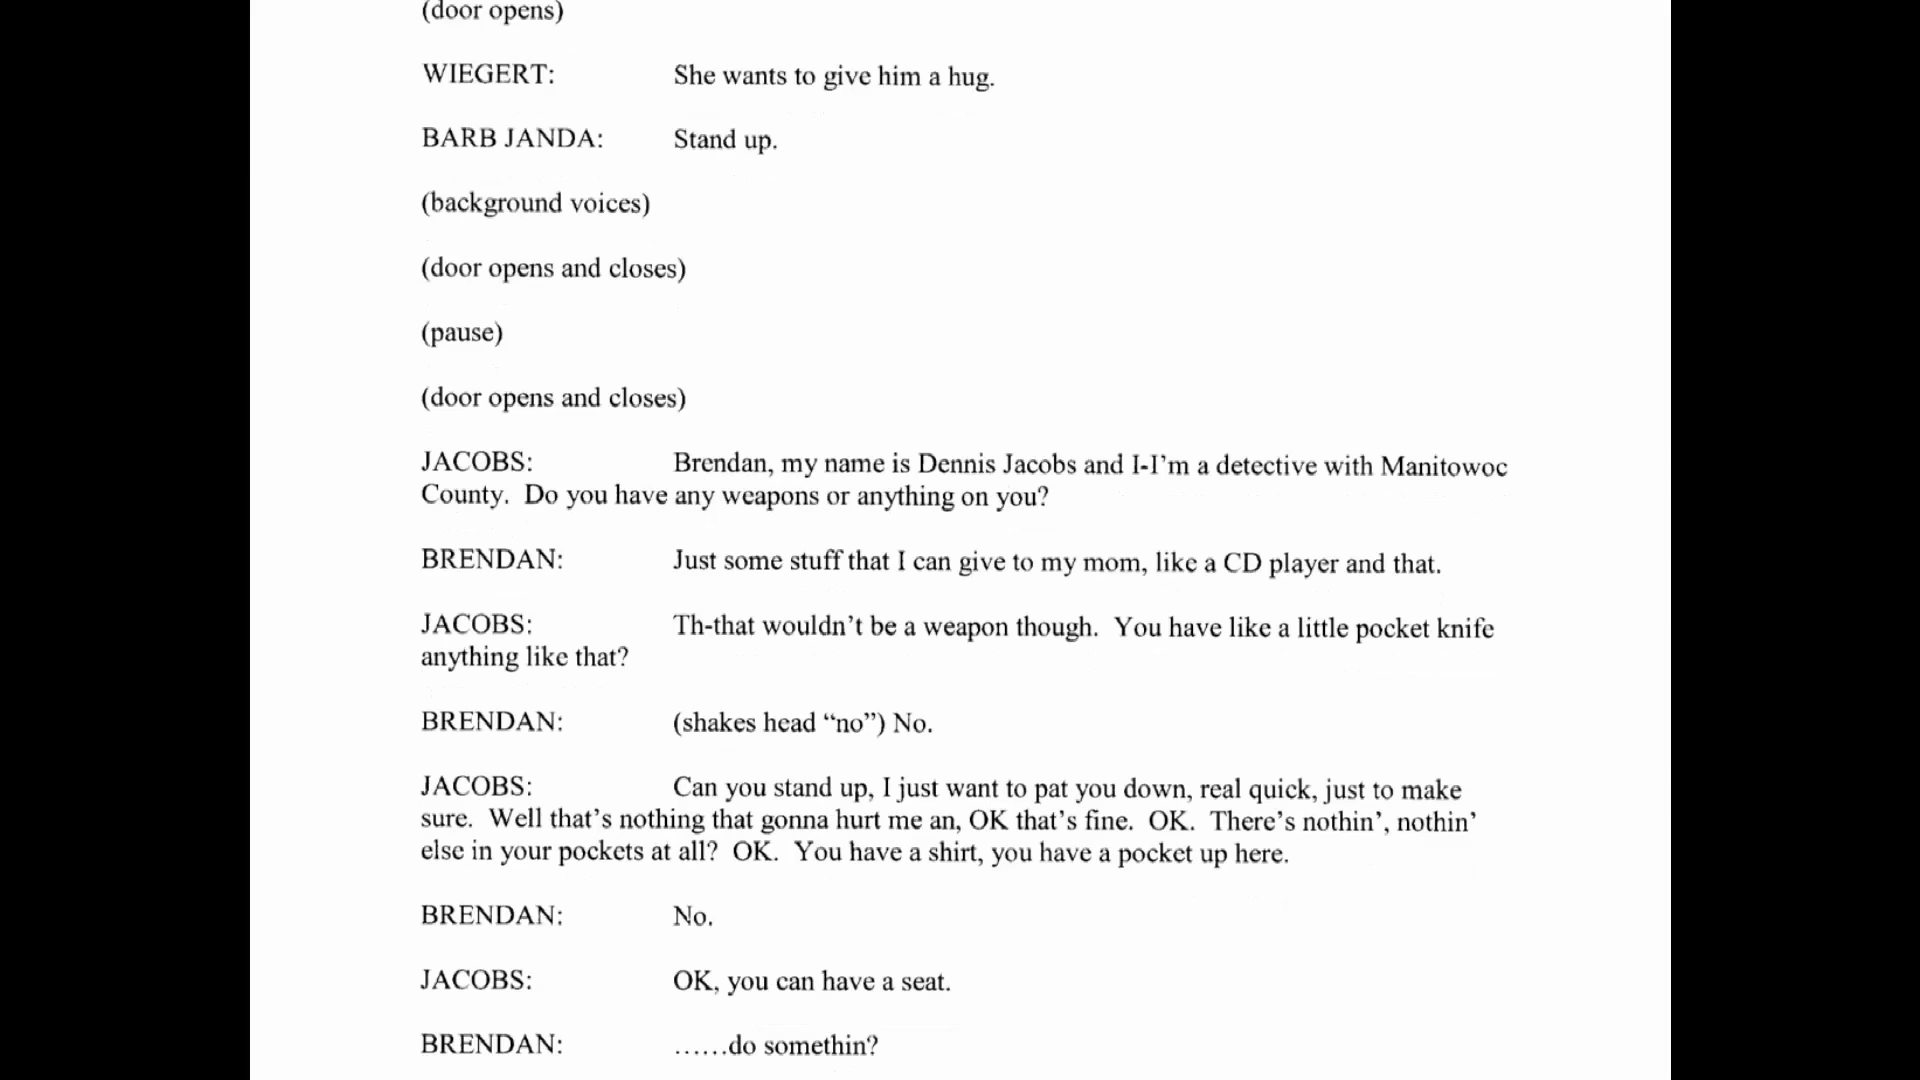 (door opens)
WIEGERT: She wants to give him a hug.
BARB JANDA: Stand up.
(background voices)
(door opens and closes)
(pause)
(door opens and closes)
JACOBS: Brendan, my name is Dennis Jacobs and I-I’m a detective with Manitowoc
County. Do you have any weapons or anything on you?
BRENDAN: Just some stuff that I can give to my mom, like a CD player and that.
JACOBS: Th-that wouldn’t be a weapon though. You have like a little pocket knife
anything like that?
BRENDAN: (shakes head “no”) No.
JACOBS: Can you stand up, I just want to pat you down, real quick, just to make
sure. Well that’s nothing that gonna hurt me an, OK that’s fine. OK. There’s nothin’, nothin’
else in your pockets at all? OK. You have a shirt, you have a pocket up here.
BRENDAN: No.
JACOBS: OK, you can have a seat.
BRENDAN: ……do somethin?